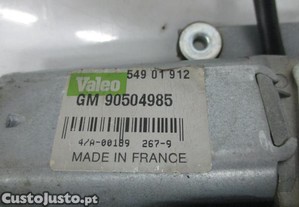 Valeo
549 01 912
GM 90504985
4/A-00189 267-9
MADE IN FRANCE
CustoJusto.pt